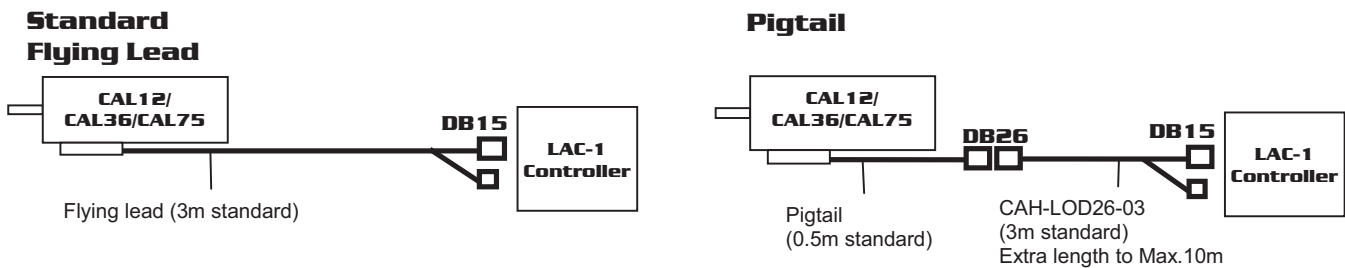 Standard
Flying Lead
CAL12/
CAL36/CAL75
DB15
LAC-1
Controller
Flying lead (3m standard)
Pigtail
CAL12/
CAL36/CAL75
DB26
DB15
LAC-1
Controller
Pigtail
(0.5m standard)
CAH-LOD26-03
(3m standard)
Extra length to Max.10m